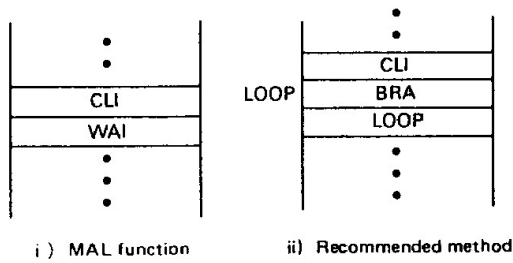 CLI
WAI
i ) MAL function
CLI
LOOP BRA
LOOP
ii) Recommended method